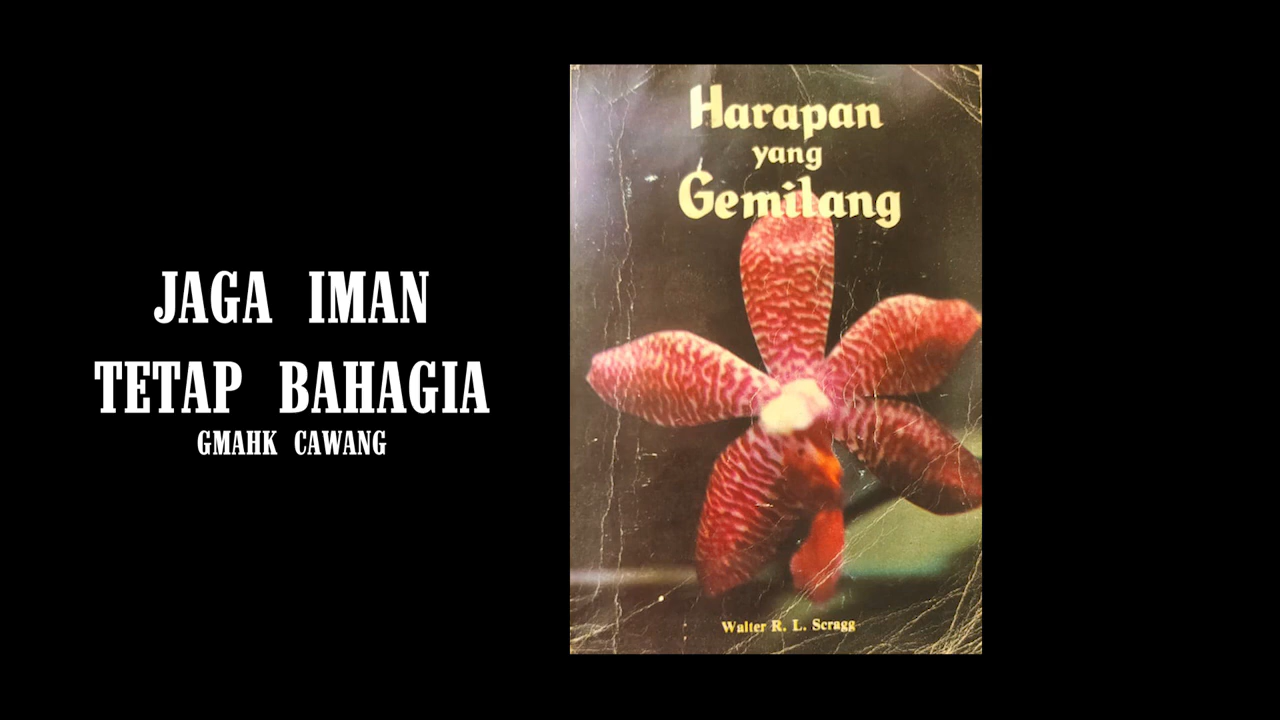 JAGA IMAN
TETAP BAHAGIA
GMAHK CAWANG
Harapan
yang
Gemilang
Walter R. L. Scragg